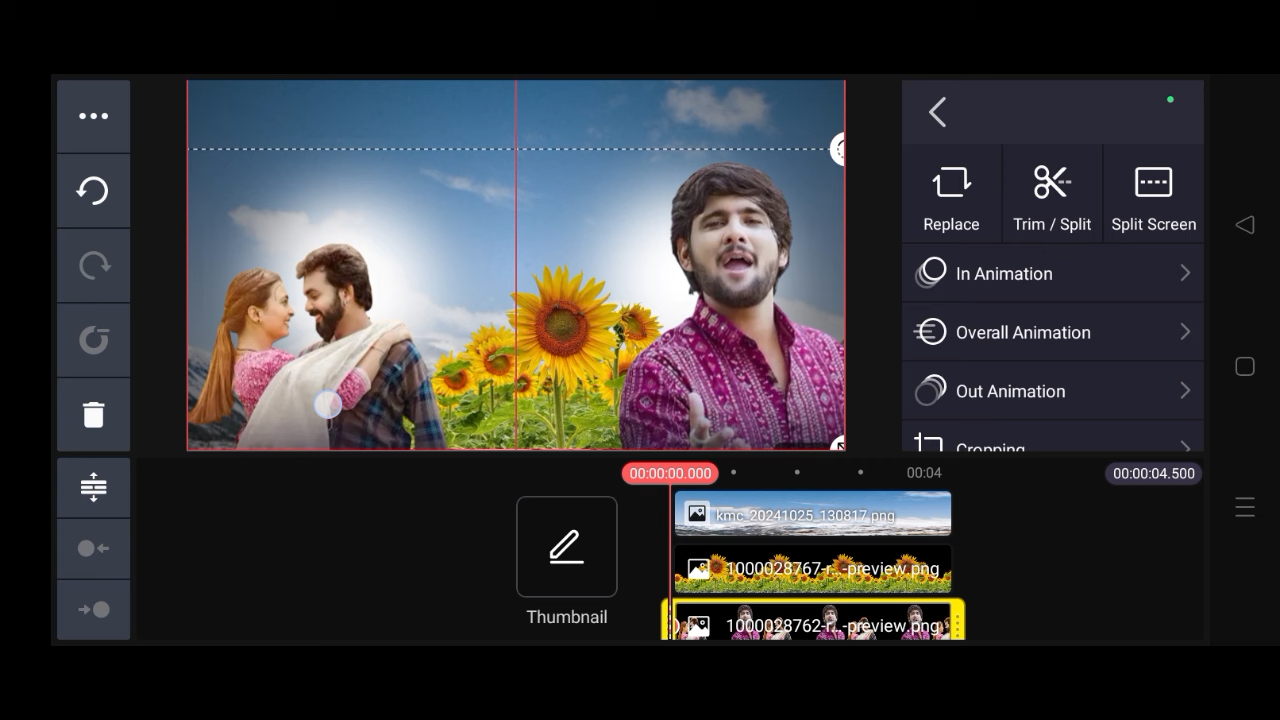 Replace
Trim / Split
Split Screen
In Animation
Overall Animation
Out Animation
Cropping
00:00:00.000
00:04
00:00:04.500
kmc_20241025_130817.png
1000028767-r...-preview.png
1000028762-r...-preview.png
Thumbnail